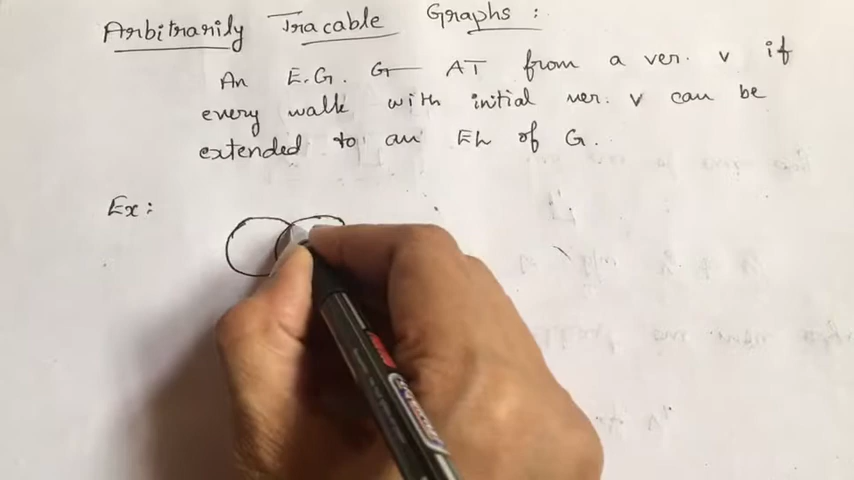 Arbitrarily Tracable Graphs :
An E.G. G — AT from a ver. v if
every walk with initial ver. v can be
extended to an EL of G.
Ex: